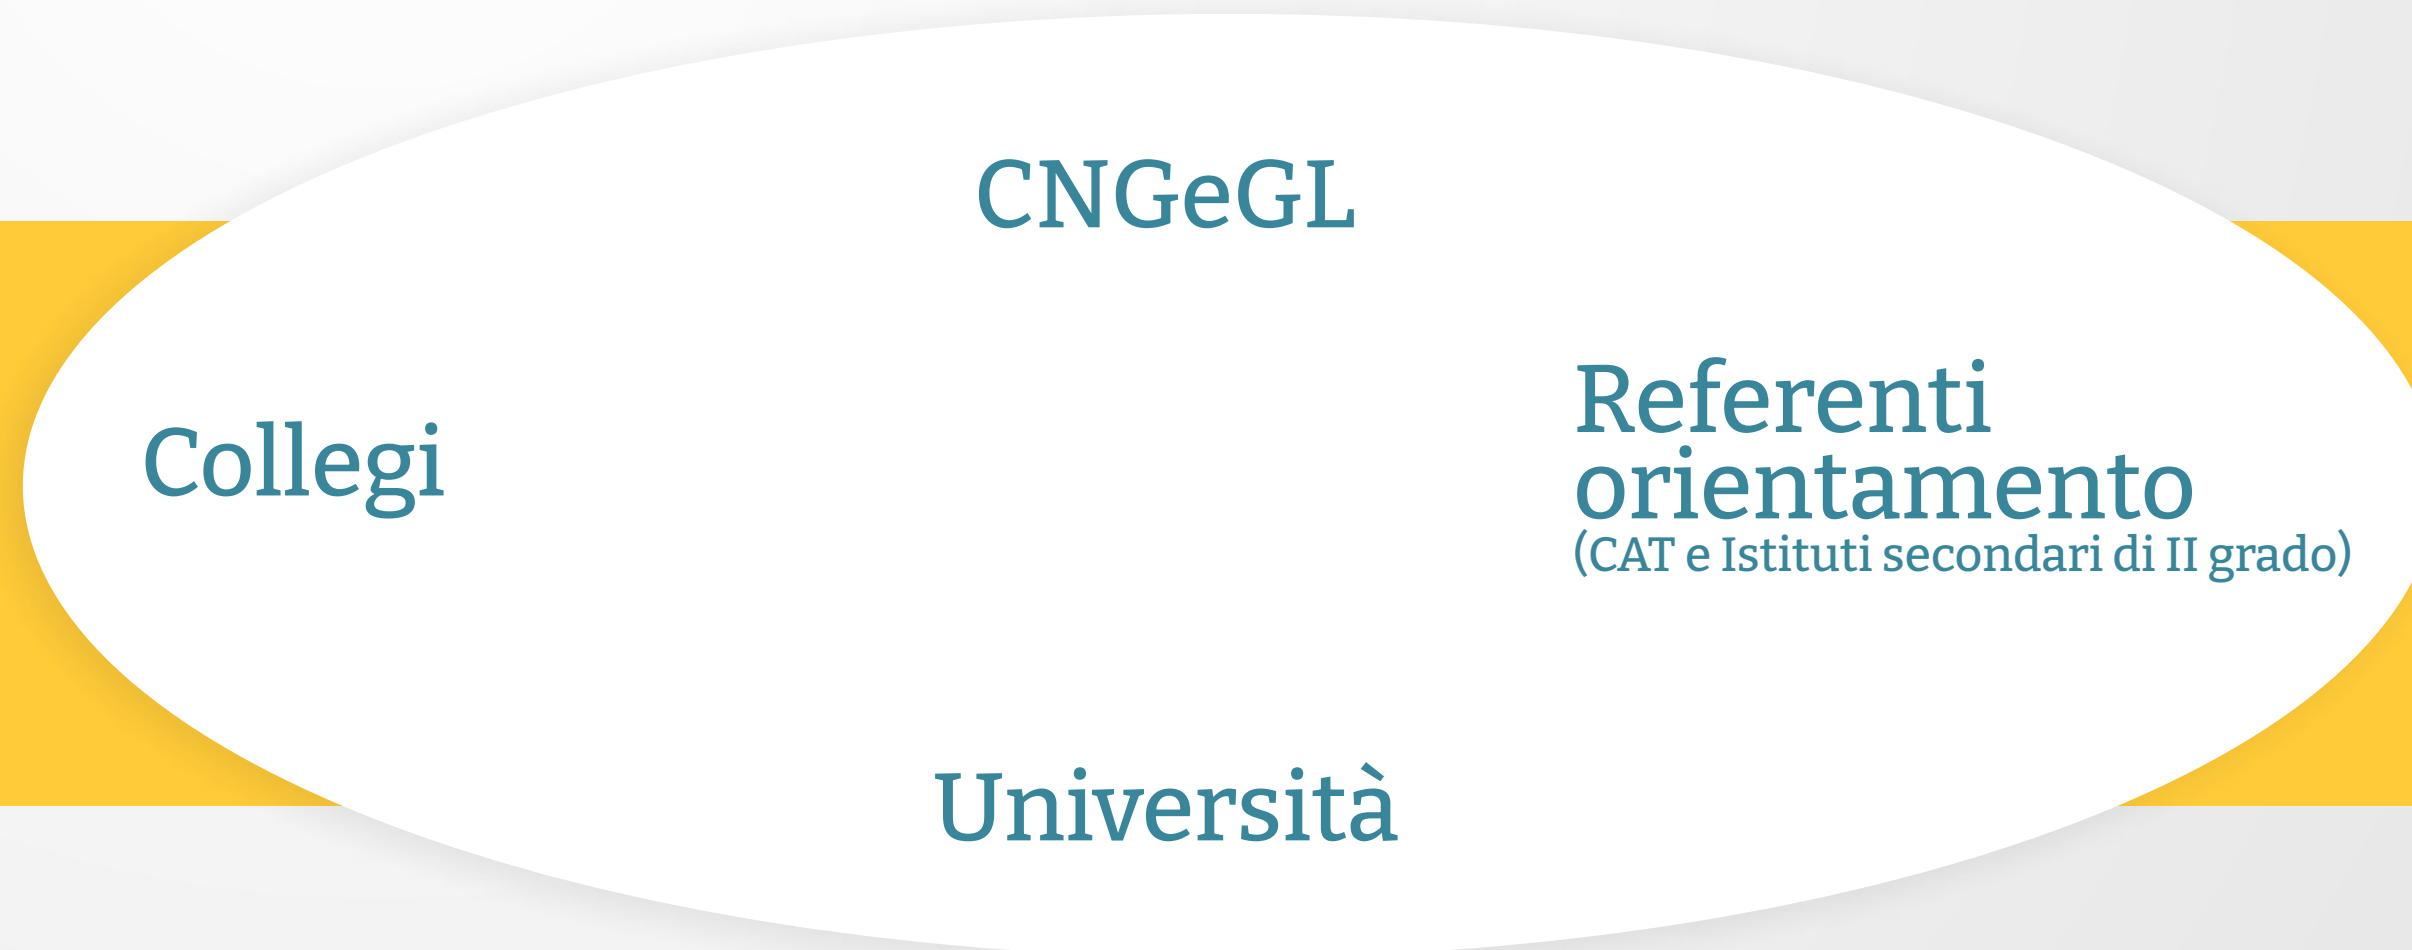 CNGeGL
Collegi
Referenti
orientamento
(CAT e Istituti secondari di II grado)
Università